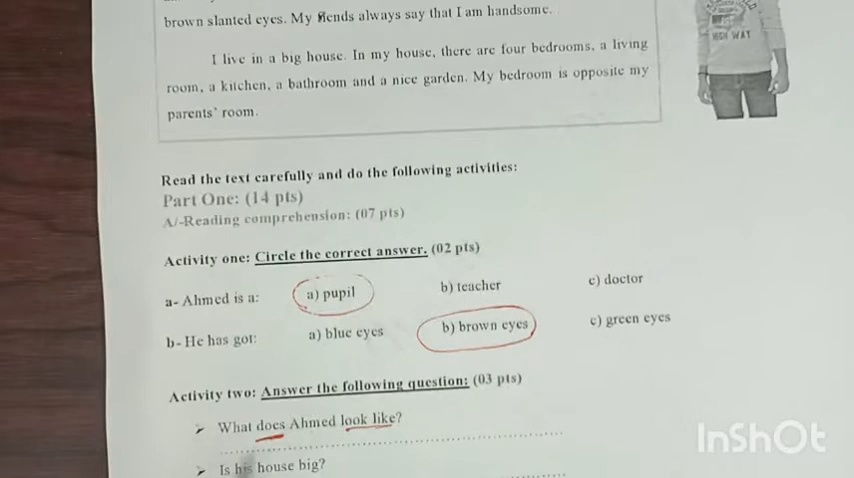 brown slanted eyes. My fiends always say that I am handsome.
I live in a big house. In my house, there are four bedrooms, a living
room, a kitchen, a bathroom and a nice garden. My bedroom is opposite my
parents' room.
HIGH WAY
Read the text carefully and do the following activities:
Part One: (14 pts)
A/-Reading comprehension: (07 pts)
Activity one: Circle the correct answer. (02 pts)
a- Ahmed is a: a) pupil b) teacher c) doctor
b- He has got: a) blue eyes b) brown eyes c) green eyes
Activity two: Answer the following question: (03 pts)
➤ What does Ahmed look like?
➤ Is his house big?
InShOt